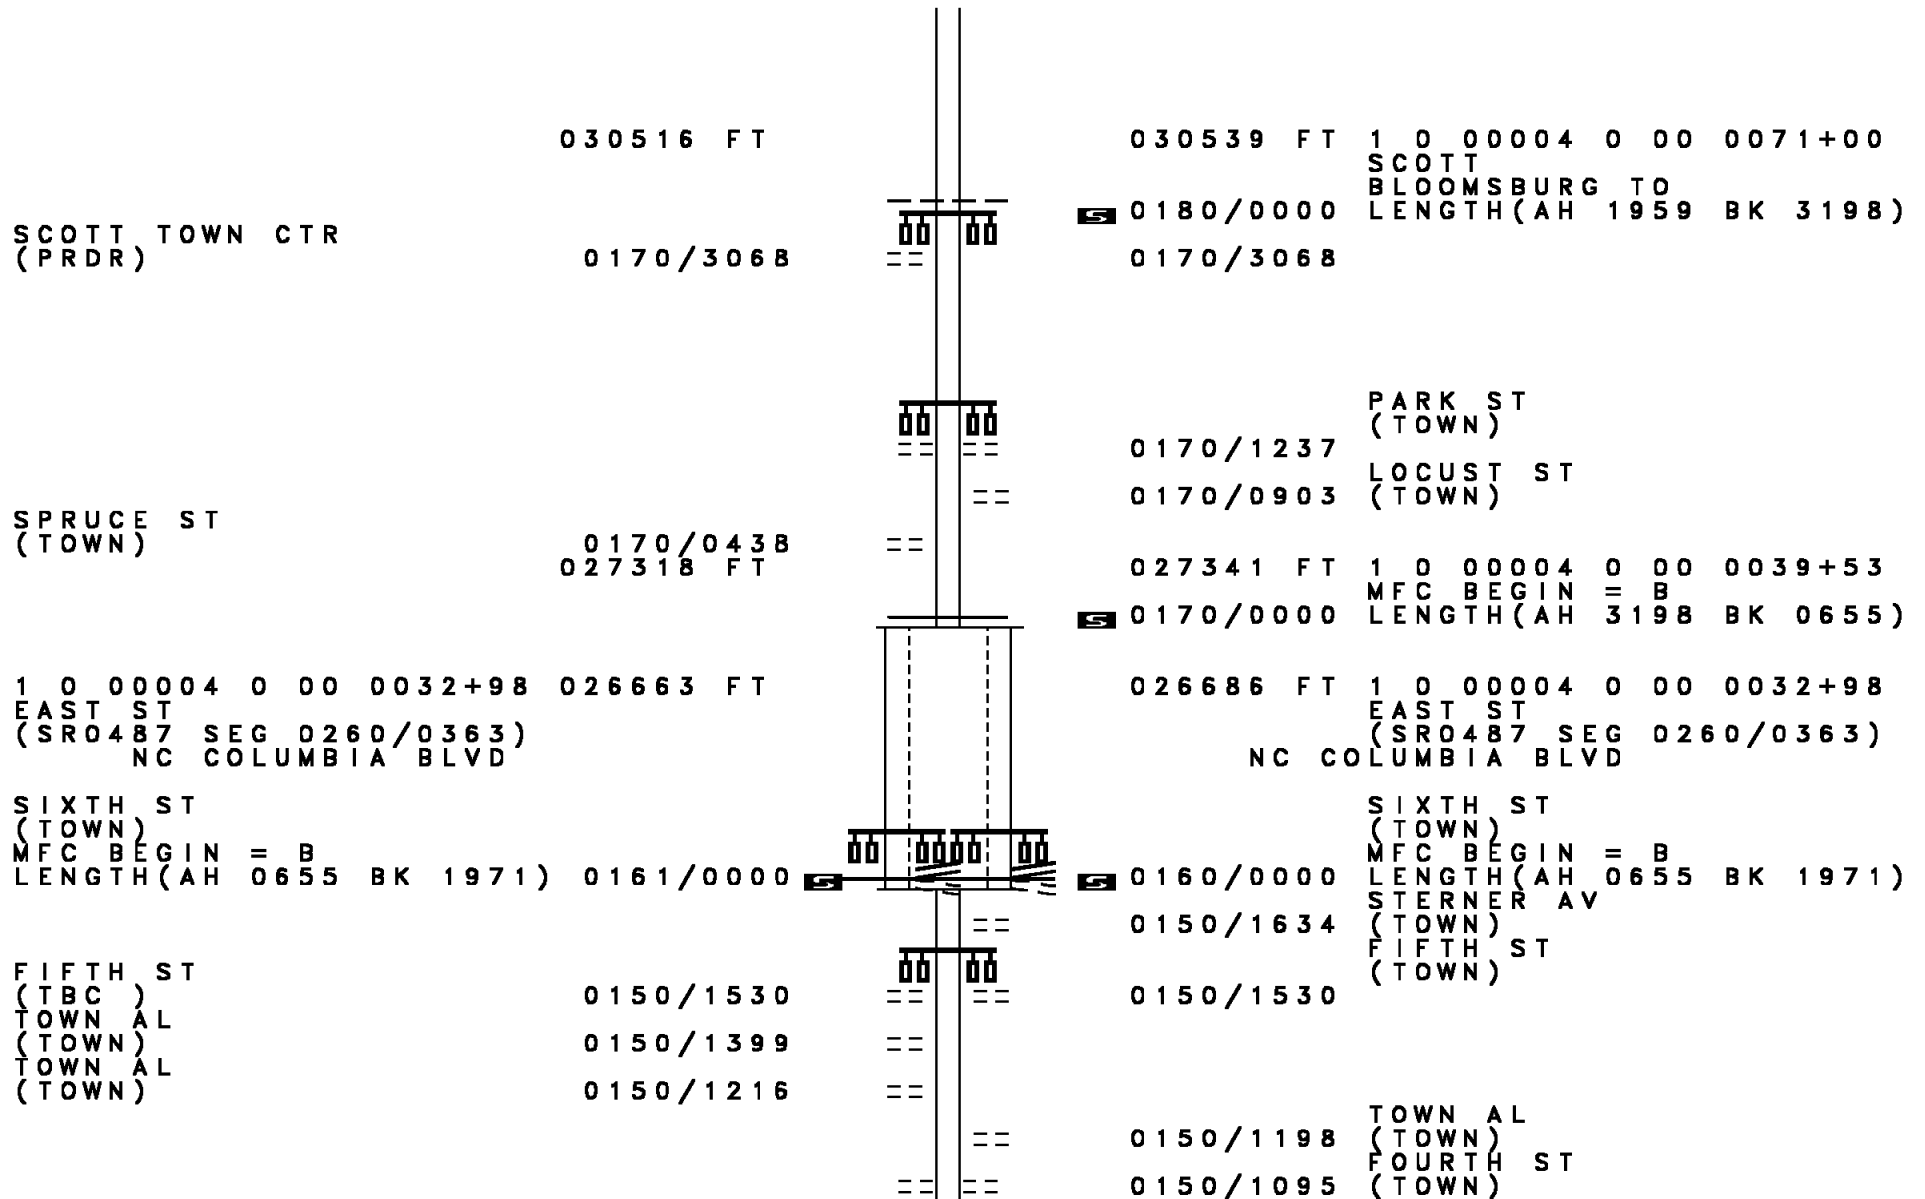 030516 FT 030539 FT 1 0 00004 0 00 0071+00
SCOTT
BLOOMSBURG TO
S 0180/0000 LENGTH(AH 1959 BK 3198)
SCOTT TOWN CTR
(PRDR) 0170/3068 0170/3068
PARK ST
(TOWN)
0170/1237
LOCUST ST
0170/0903 (TOWN)
SPRUCE ST
(TOWN) 0170/0438
027318 FT 027341 FT 1 0 00004 0 00 0039+53
MFC BEGIN = B
S 0170/0000 LENGTH(AH 3198 BK 0655)
1 0 00004 0 00 0032+98 026663 FT 026686 FT 1 0 00004 0 00 0032+98
EAST ST EAST ST
(SR0487 SEG 0260/0363) (SR0487 SEG 0260/0363)
NC COLUMBIA BLVD NC COLUMBIA BLVD
SIXTH ST SIXTH ST
(TOWN) (TOWN)
MFC BEGIN = B MFC BEGIN = B
LENGTH(AH 0655 BK 1971) 0161/0000 S S 0160/0000 LENGTH(AH 0655 BK 1971)
STERNER AV
0150/1634 (TOWN)
FIFTH ST
FIFTH ST (TOWN)
(TBC ) 0150/1530 0150/1530
TOWN AL
(TOWN) 0150/1399
TOWN AL
(TOWN) 0150/1216
TOWN AL
0150/1198 (TOWN)
FOURTH ST
0150/1095 (TOWN)